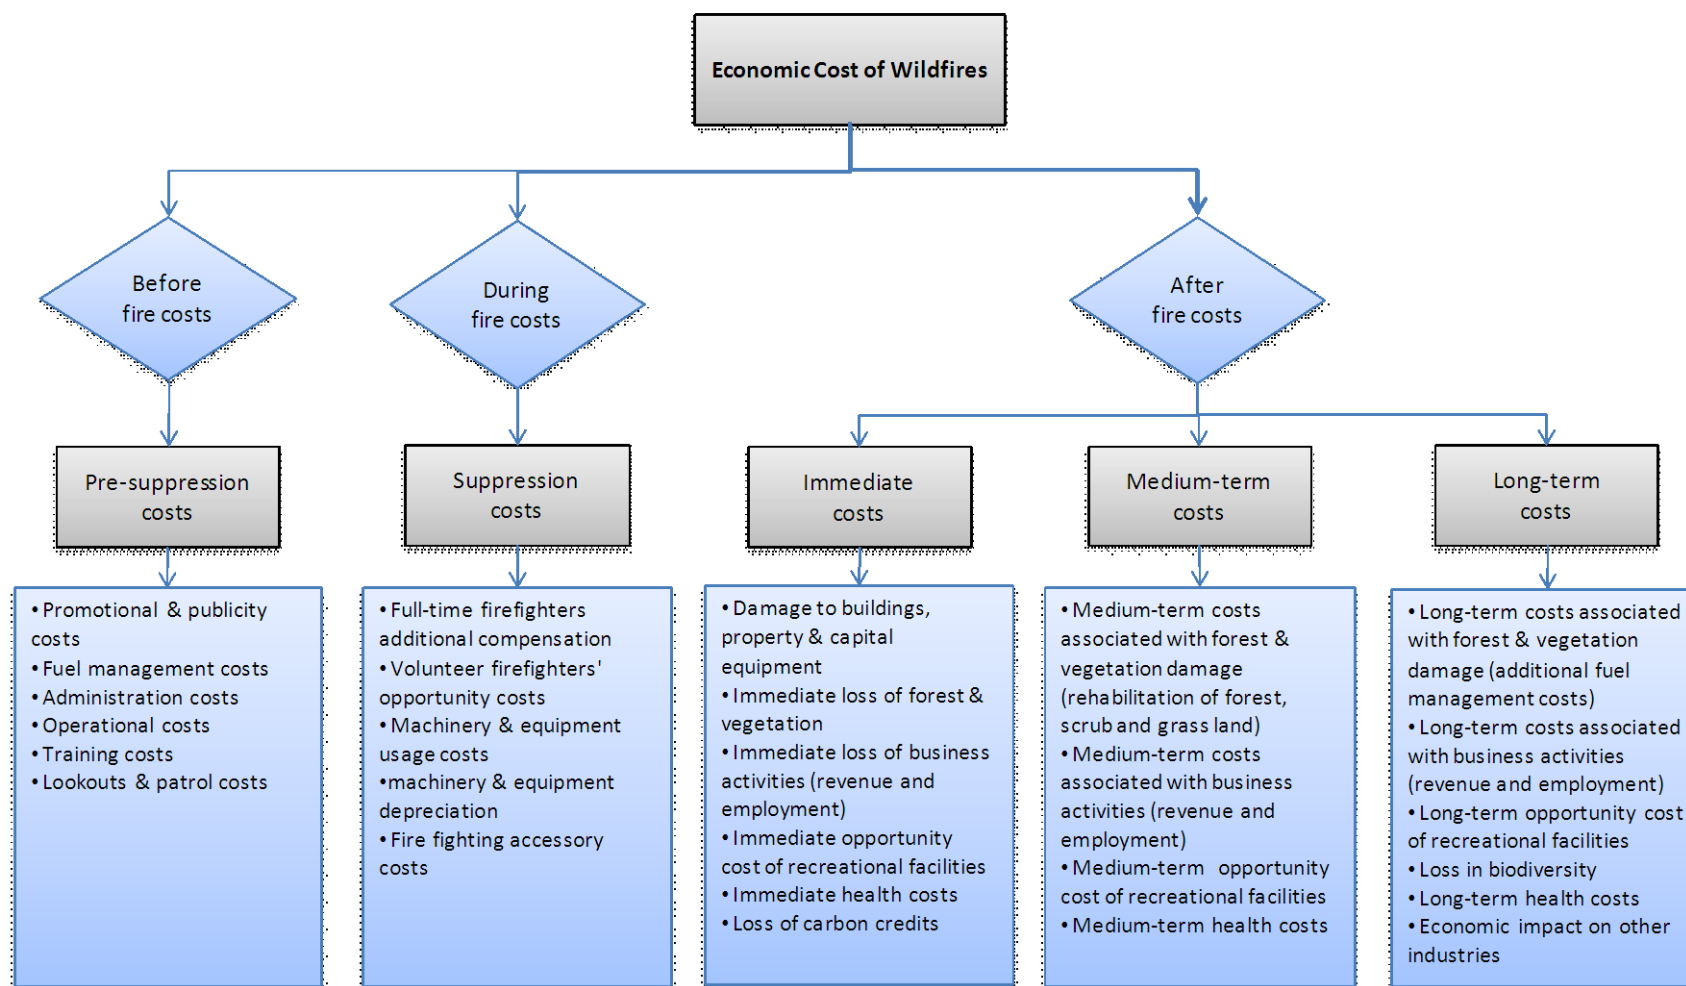 Economic Cost of Wildfires
Before
fire costs
During
fire costs
After
fire costs
Pre-suppression
costs
Suppression
costs
Immediate
costs
Medium-term
costs
Long-term
costs
• Promotional & publicity
costs
• Fuel management costs
• Administration costs
• Operational costs
• Training costs
• Lookouts & patrol costs
• Full-time firefighters
additional compensation
• Volunteer firefighters'
opportunity costs
• Machinery & equipment
usage costs
• machinery & equipment
depreciation
• Fire fighting accessory
costs
• Damage to buildings,
property & capital
equipment
• Immediate loss of forest &
vegetation
• Immediate loss of business
activities (revenue and
employment)
• Immediate opportunity
cost of recreational facilities
• Immediate health costs
• Loss of carbon credits
• Medium-term costs
associated with forest &
vegetation damage
(rehabilitation of forest,
scrub and grass land)
• Medium-term costs
associated with business
activities (revenue and
employment)
• Medium-term opportunity
cost of recreational facilities
• Medium-term health costs
• Long-term costs associated
with forest & vegetation
damage (additional fuel
management costs)
• Long-term costs associated
with business activities
(revenue and employment)
• Long-term opportunity cost
of recreational facilities
• Loss in biodiversity
• Long-term health costs
• Economic impact on other
industries